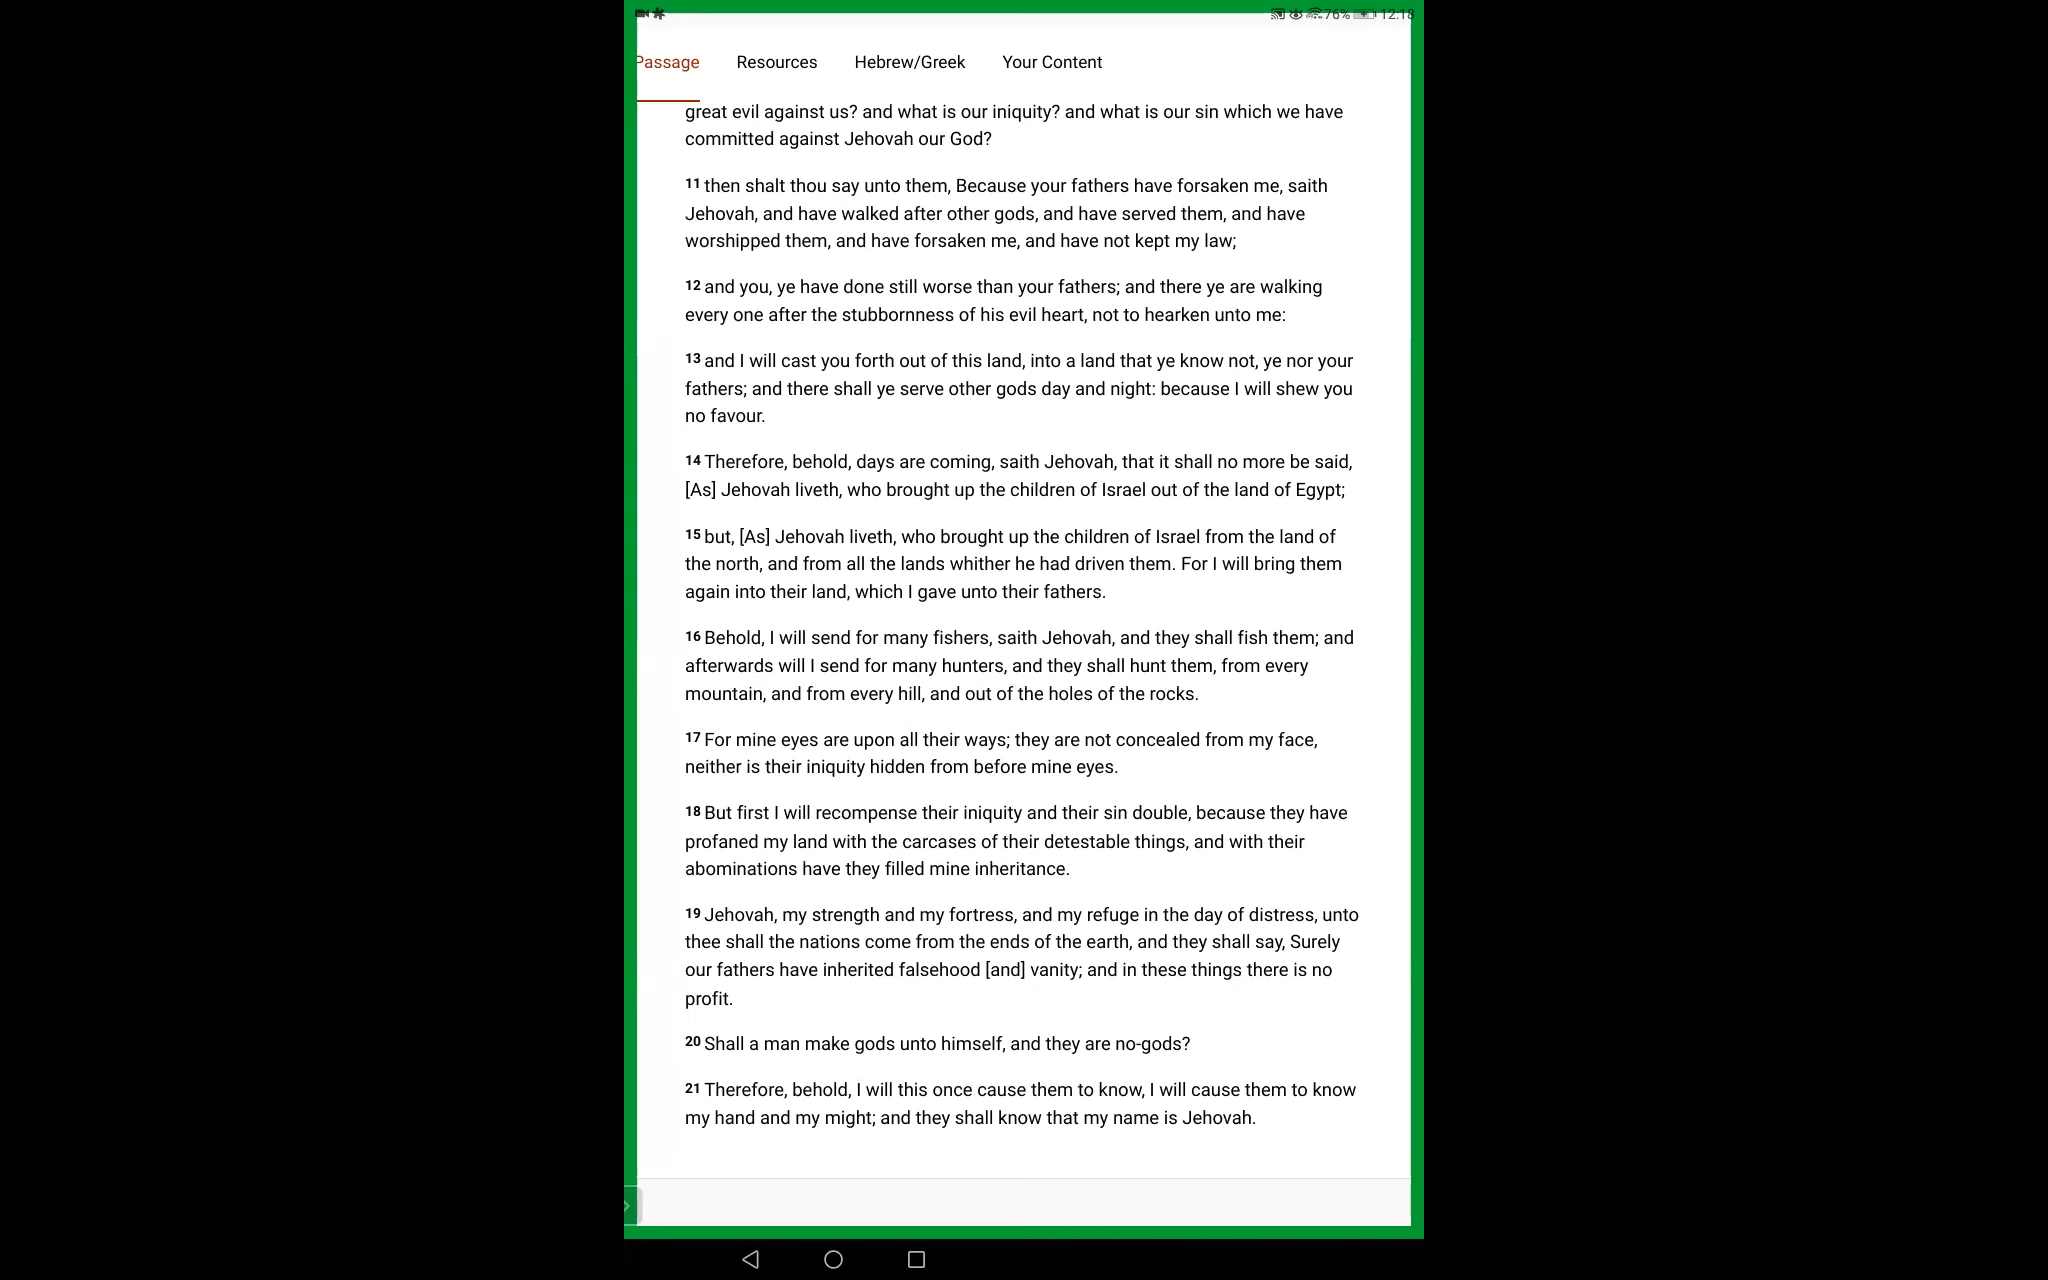 76% 12:18
Passage Resources Hebrew/Greek Your Content
great evil against us? and what is our iniquity? and what is our sin which we have
committed against Jehovah our God?
11 then shalt thou say unto them, Because your fathers have forsaken me, saith
Jehovah, and have walked after other gods, and have served them, and have
worshipped them, and have forsaken me, and have not kept my law;
12 and you, ye have done still worse than your fathers; and there ye are walking
every one after the stubbornness of his evil heart, not to hearken unto me:
13 and I will cast you forth out of this land, into a land that ye know not, ye nor your
fathers; and there shall ye serve other gods day and night: because I will shew you
no favour.
14 Therefore, behold, days are coming, saith Jehovah, that it shall no more be said,
[As] Jehovah liveth, who brought up the children of Israel out of the land of Egypt;
15 but, [As] Jehovah liveth, who brought up the children of Israel from the land of
the north, and from all the lands whither he had driven them. For I will bring them
again into their land, which I gave unto their fathers.
16 Behold, I will send for many fishers, saith Jehovah, and they shall fish them; and
afterwards will I send for many hunters, and they shall hunt them, from every
mountain, and from every hill, and out of the holes of the rocks.
17 For mine eyes are upon all their ways; they are not concealed from my face,
neither is their iniquity hidden from before mine eyes.
18 But first I will recompense their iniquity and their sin double, because they have
profaned my land with the carcases of their detestable things, and with their
abominations have they filled mine inheritance.
19 Jehovah, my strength and my fortress, and my refuge in the day of distress, unto
thee shall the nations come from the ends of the earth, and they shall say, Surely
our fathers have inherited falsehood [and] vanity; and in these things there is no
profit.
20 Shall a man make gods unto himself, and they are no-gods?
21 Therefore, behold, I will this once cause them to know, I will cause them to know
my hand and my might; and they shall know that my name is Jehovah.